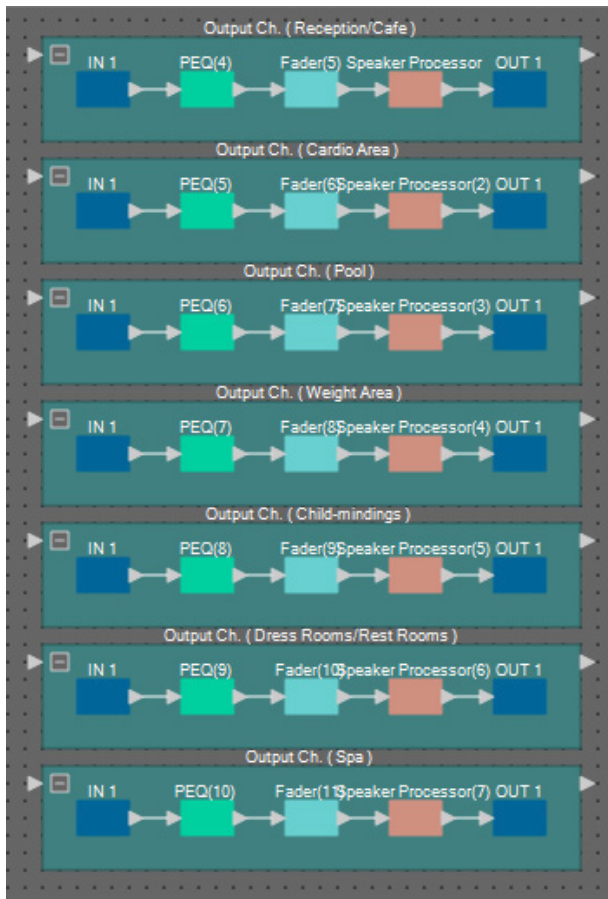 Output Ch. ( Reception/Cafe )
IN 1 PEQ(4) Fader(5) Speaker Processor OUT 1
Output Ch. ( Cardio Area )
IN 1 PEQ(5) Fader(6) Speaker Processor(2) OUT 1
Output Ch. ( Pool )
IN 1 PEQ(6) Fader(7) Speaker Processor(3) OUT 1
Output Ch. ( Weight Area )
IN 1 PEQ(7) Fader(8) Speaker Processor(4) OUT 1
Output Ch. ( Child-mindings )
IN 1 PEQ(8) Fader(9) Speaker Processor(5) OUT 1
Output Ch. ( Dress Rooms/Rest Rooms )
IN 1 PEQ(9) Fader(10) Speaker Processor(6) OUT 1
Output Ch. ( Spa )
IN 1 PEQ(10) Fader(11) Speaker Processor(7) OUT 1